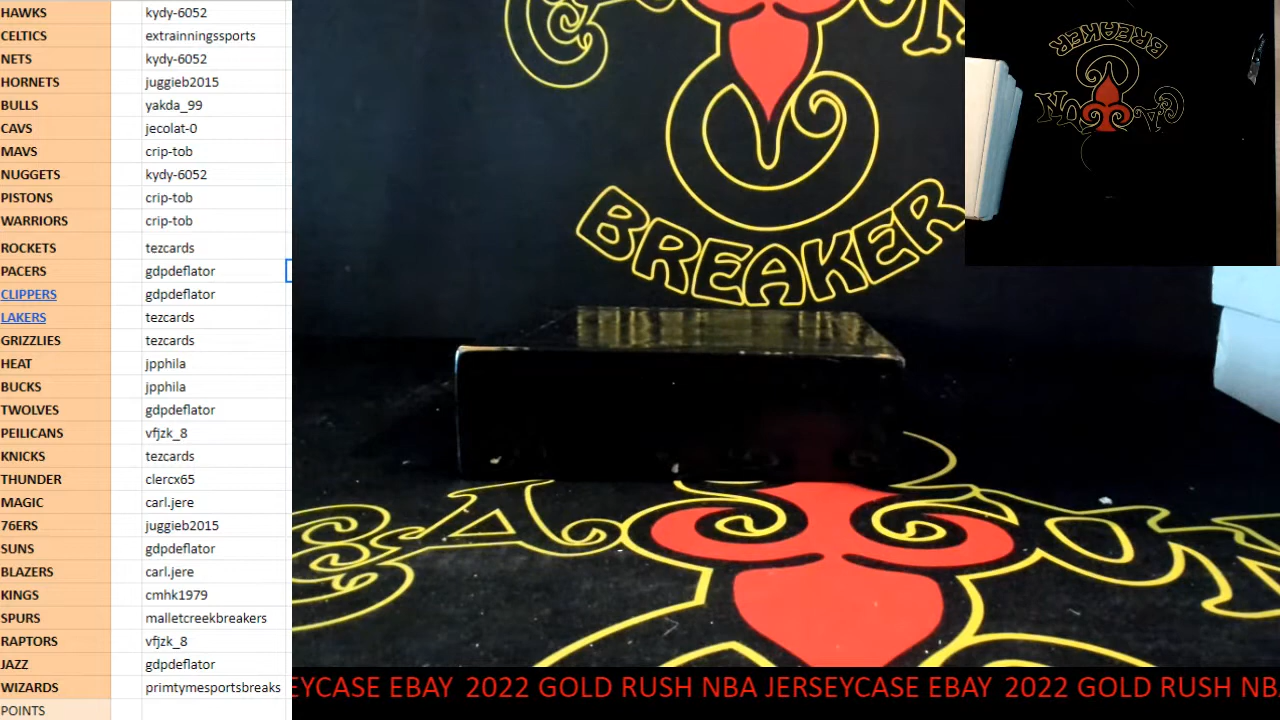 HAWKS kydy-6052
CELTICS extrainningssports
NETS kydy-6052
HORNETS juggieb2015
BULLS yakda_99
CAVS jecolat-0
MAVS crip-tob
NUGGETS kydy-6052
PISTONS crip-tob
WARRIORS crip-tob
ROCKETS tezcards
PACERS gdpdeflator
CLIPPERS gdpdeflator
LAKERS tezcards
GRIZZLIES tezcards
HEAT jpphila
BUCKS jpphila
TWOLVES gdpdeflator
PEILICANS vfjzk_8
KNICKS tezcards
THUNDER clercx65
MAGIC carl.jere
76ERS juggieb2015
SUNS gdpdeflator
BLAZERS carl.jere
KINGS cmhk1979
SPURS malletcreekbreakers
RAPTORS vfjzk_8
JAZZ gdpdeflator
WIZARDS primtymesportsbreaks
POINTS
BREAKER
BREAKER
EYCASE EBAY 2022 GOLD RUSH NBA JERSEYCASE EBAY 2022 GOLD RUSH NB